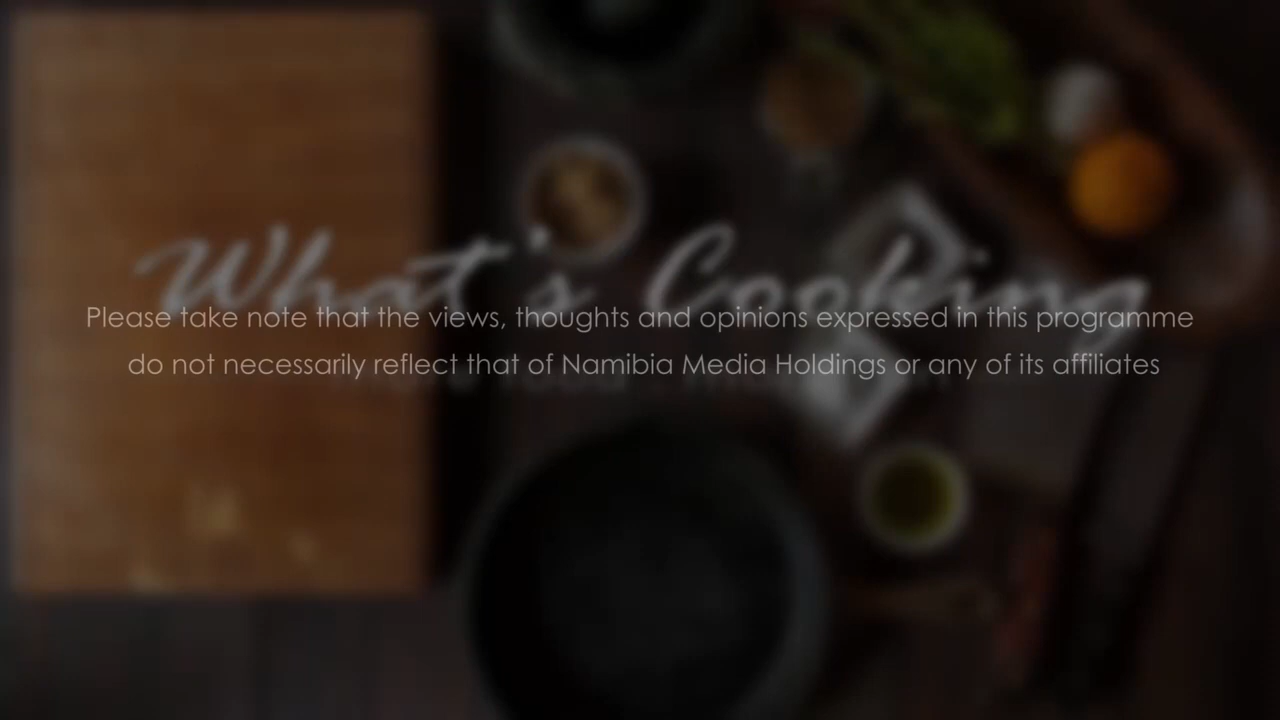 What's Cooking
Please take note that the views, thoughts and opinions expressed in this programme
do not necessarily reflect that of Namibia Media Holdings or any of its affiliates